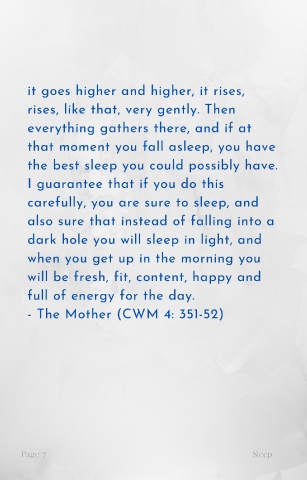 it goes higher and higher, it rises,
rises, like that, very gently. Then
everything gathers there, and if at
that moment you fall asleep, you have
the best sleep you could possibly have.
I guarantee that if you do this
carefully, you are sure to sleep, and
also sure that instead of falling into a
dark hole you will sleep in light, and
when you get up in the morning you
will be fresh, fit, content, happy and
full of energy for the day.
- The Mother (CWM 4: 351-52)
Page 7 Sleep